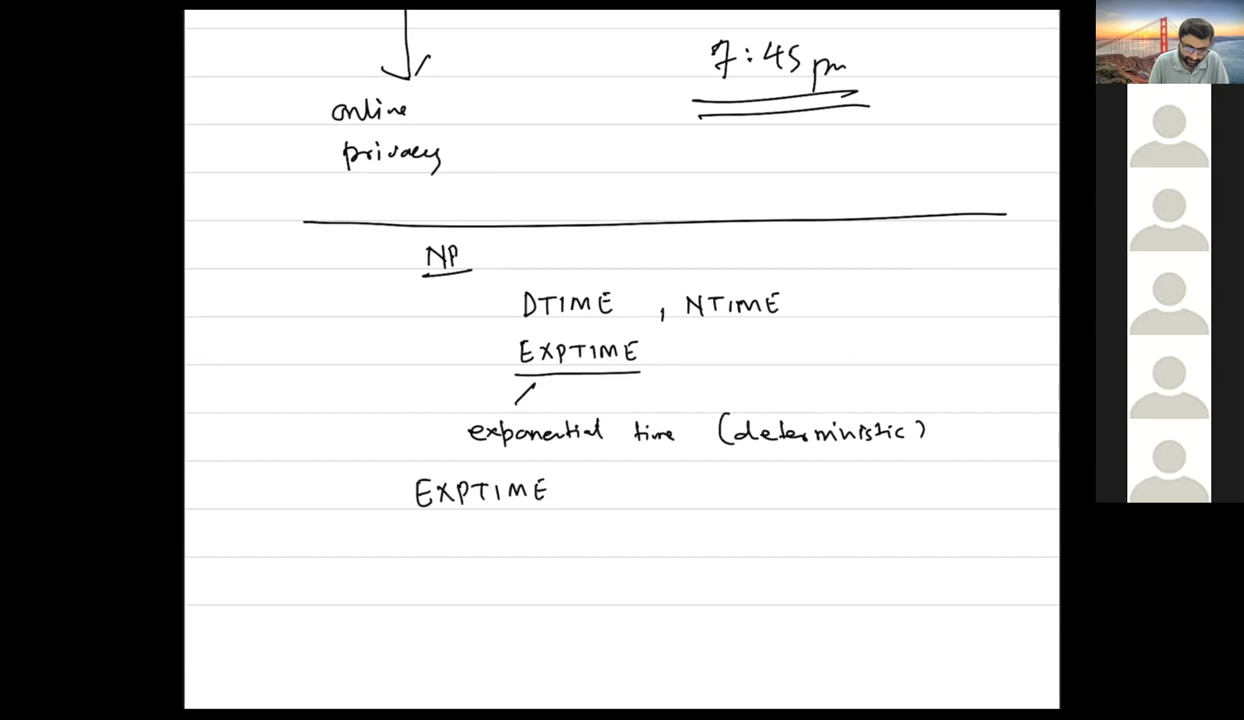 7:45 pm
online
privacy
NP
DTIME , NTIME
EXPTIME
exponential time (deterministic)
EXPTIME